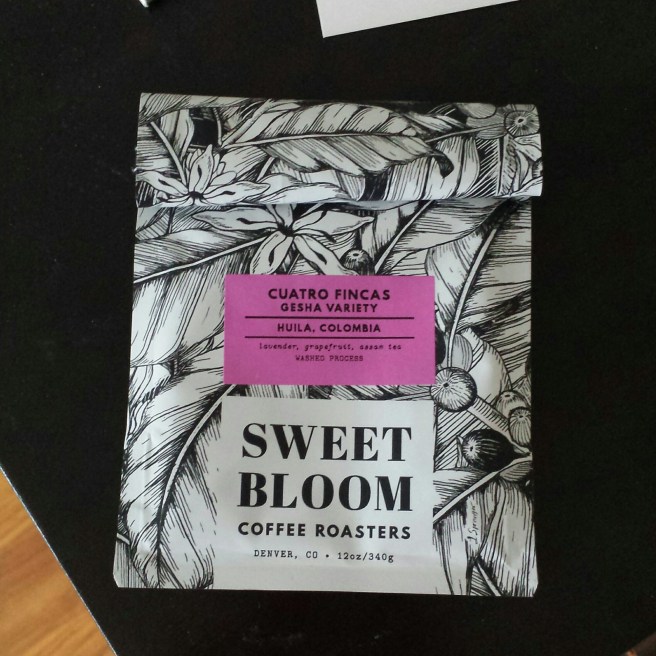 CUATRO FINCAS
GESHA VARIETY
HUILA, COLOMBIA
lavender, grapefruit, assam tea
WASHED PROCESS
SWEET
BLOOM
COFFEE ROASTERS
DENVER, CO • 12oz/340g